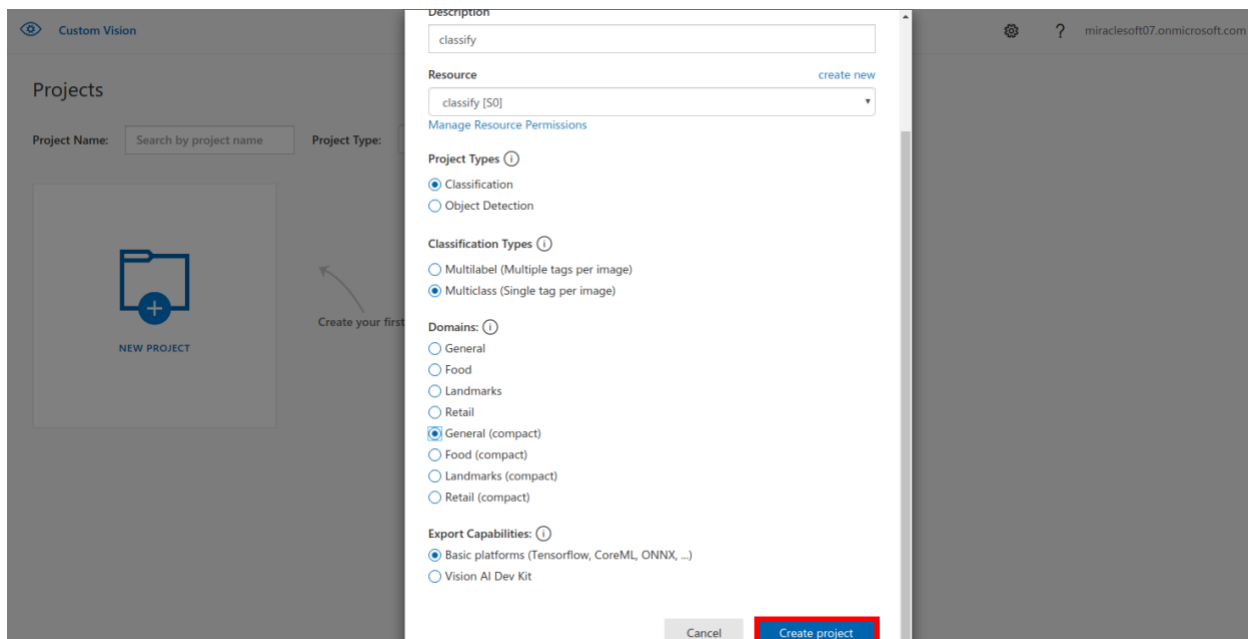 Custom Vision
miraclesoft07.onmicrosoft.com
Projects
Project Name:
Search by project name
Project Type:
NEW PROJECT
Create your first
Description
classify
Resource
create new
classify [S0]
Manage Resource Permissions
Project Types
Classification
Object Detection
Classification Types
Multilabel (Multiple tags per image)
Multiclass (Single tag per image)
Domains:
General
Food
Landmarks
Retail
General (compact)
Food (compact)
Landmarks (compact)
Retail (compact)
Export Capabilities:
Basic platforms (Tensorflow, CoreML, ONNX, ...)
Vision AI Dev Kit
Cancel
Create project